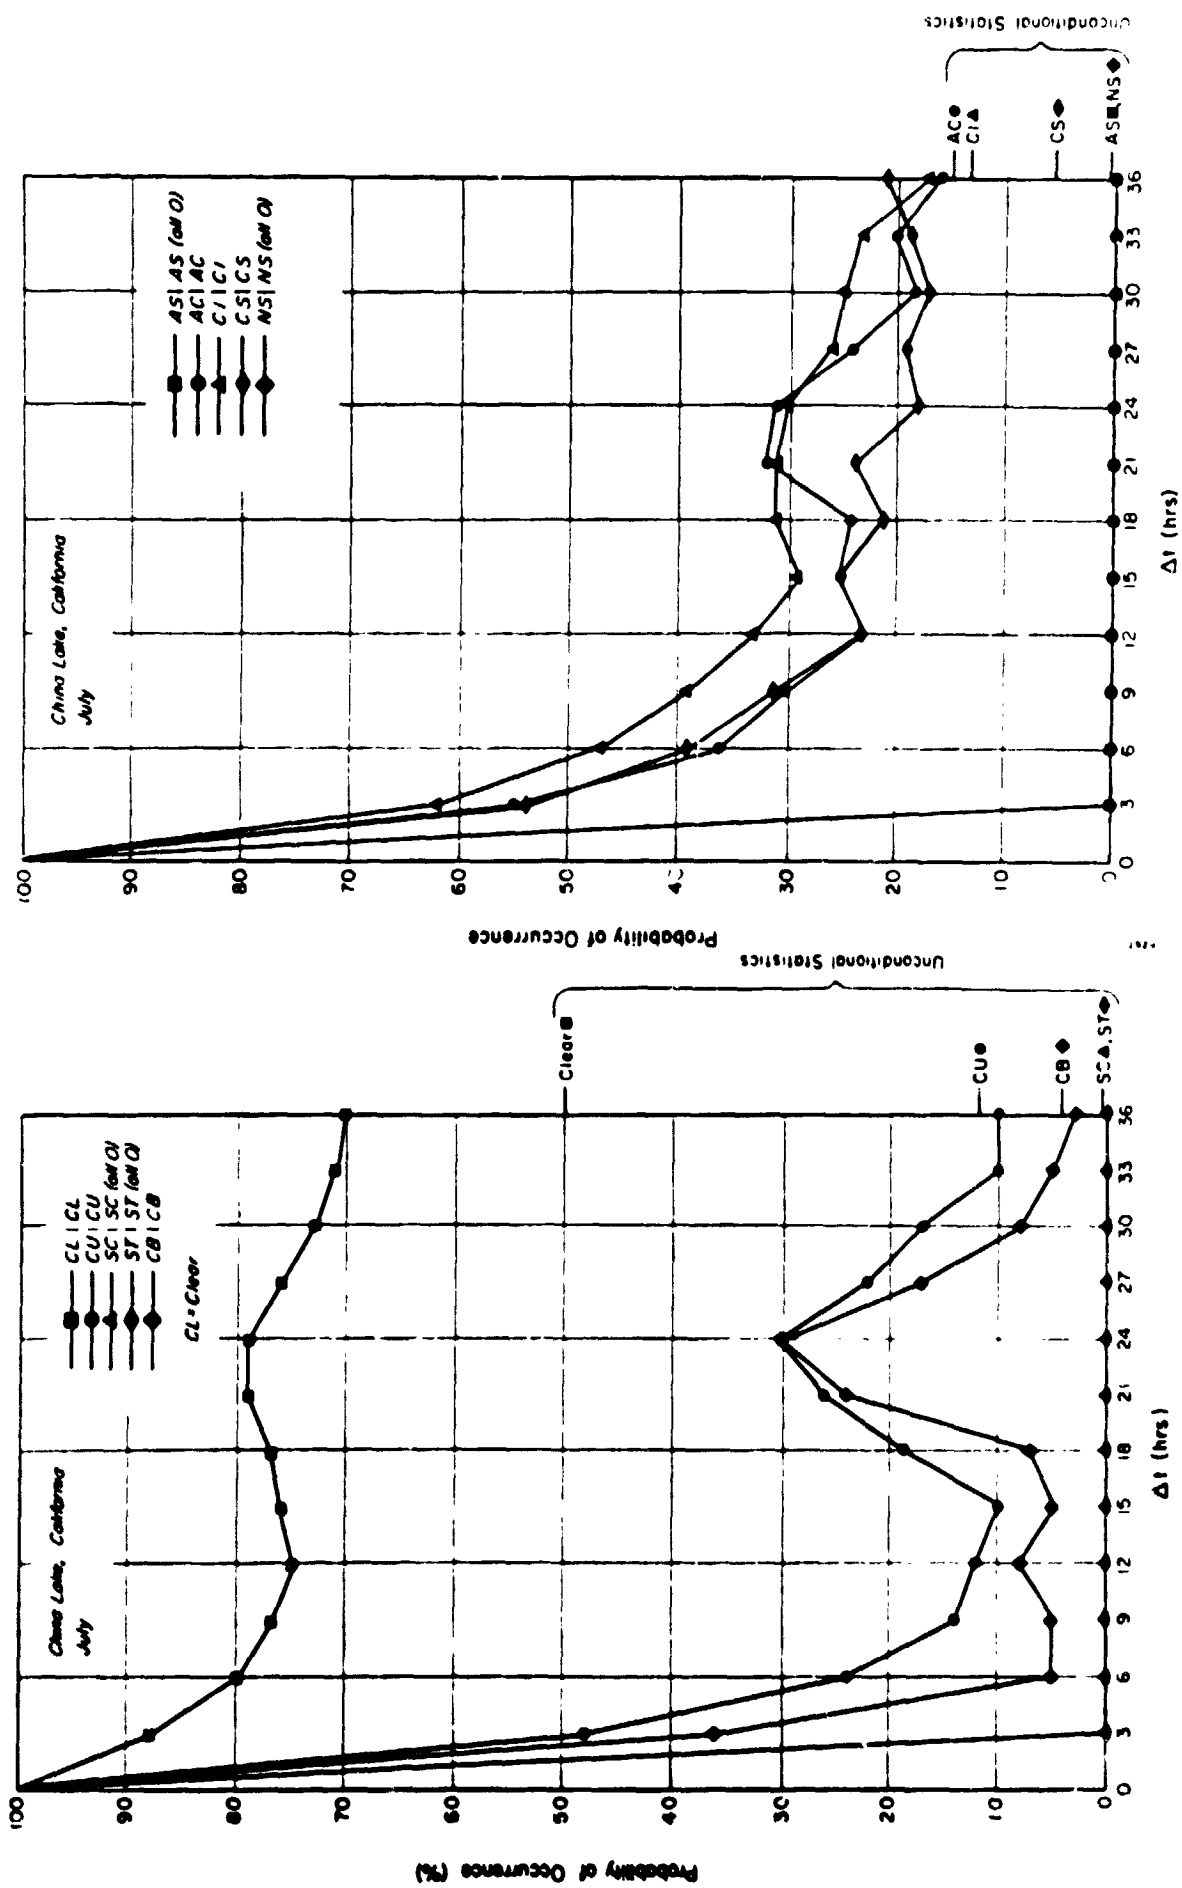 China Lake, California
July
CL | CL
CU | CU
SC | SC (all 0)
ST | ST (all 0)
CB | CB
CL = Clear
Probability of Occurrence (%)
100
90
80
70
60
50
40
30
20
10
0
0 3 6 9 12 15 18 21 24 27 30 33 36
Δt (hrs)
Clear
CU
CB
SC, ST
Unconditional Statistics
China Lake, California
July
AS | AS (all 0)
AC | AC
CI | CI
CS | CS
NS | NS (all 0)
Probability of Occurrence
100
90
80
70
60
50
40
30
20
10
0
0 3 6 9 12 15 18 21 24 27 30 33 36
Δt (hrs)
AC
CI
CS
AS, NS
Unconditional Statistics